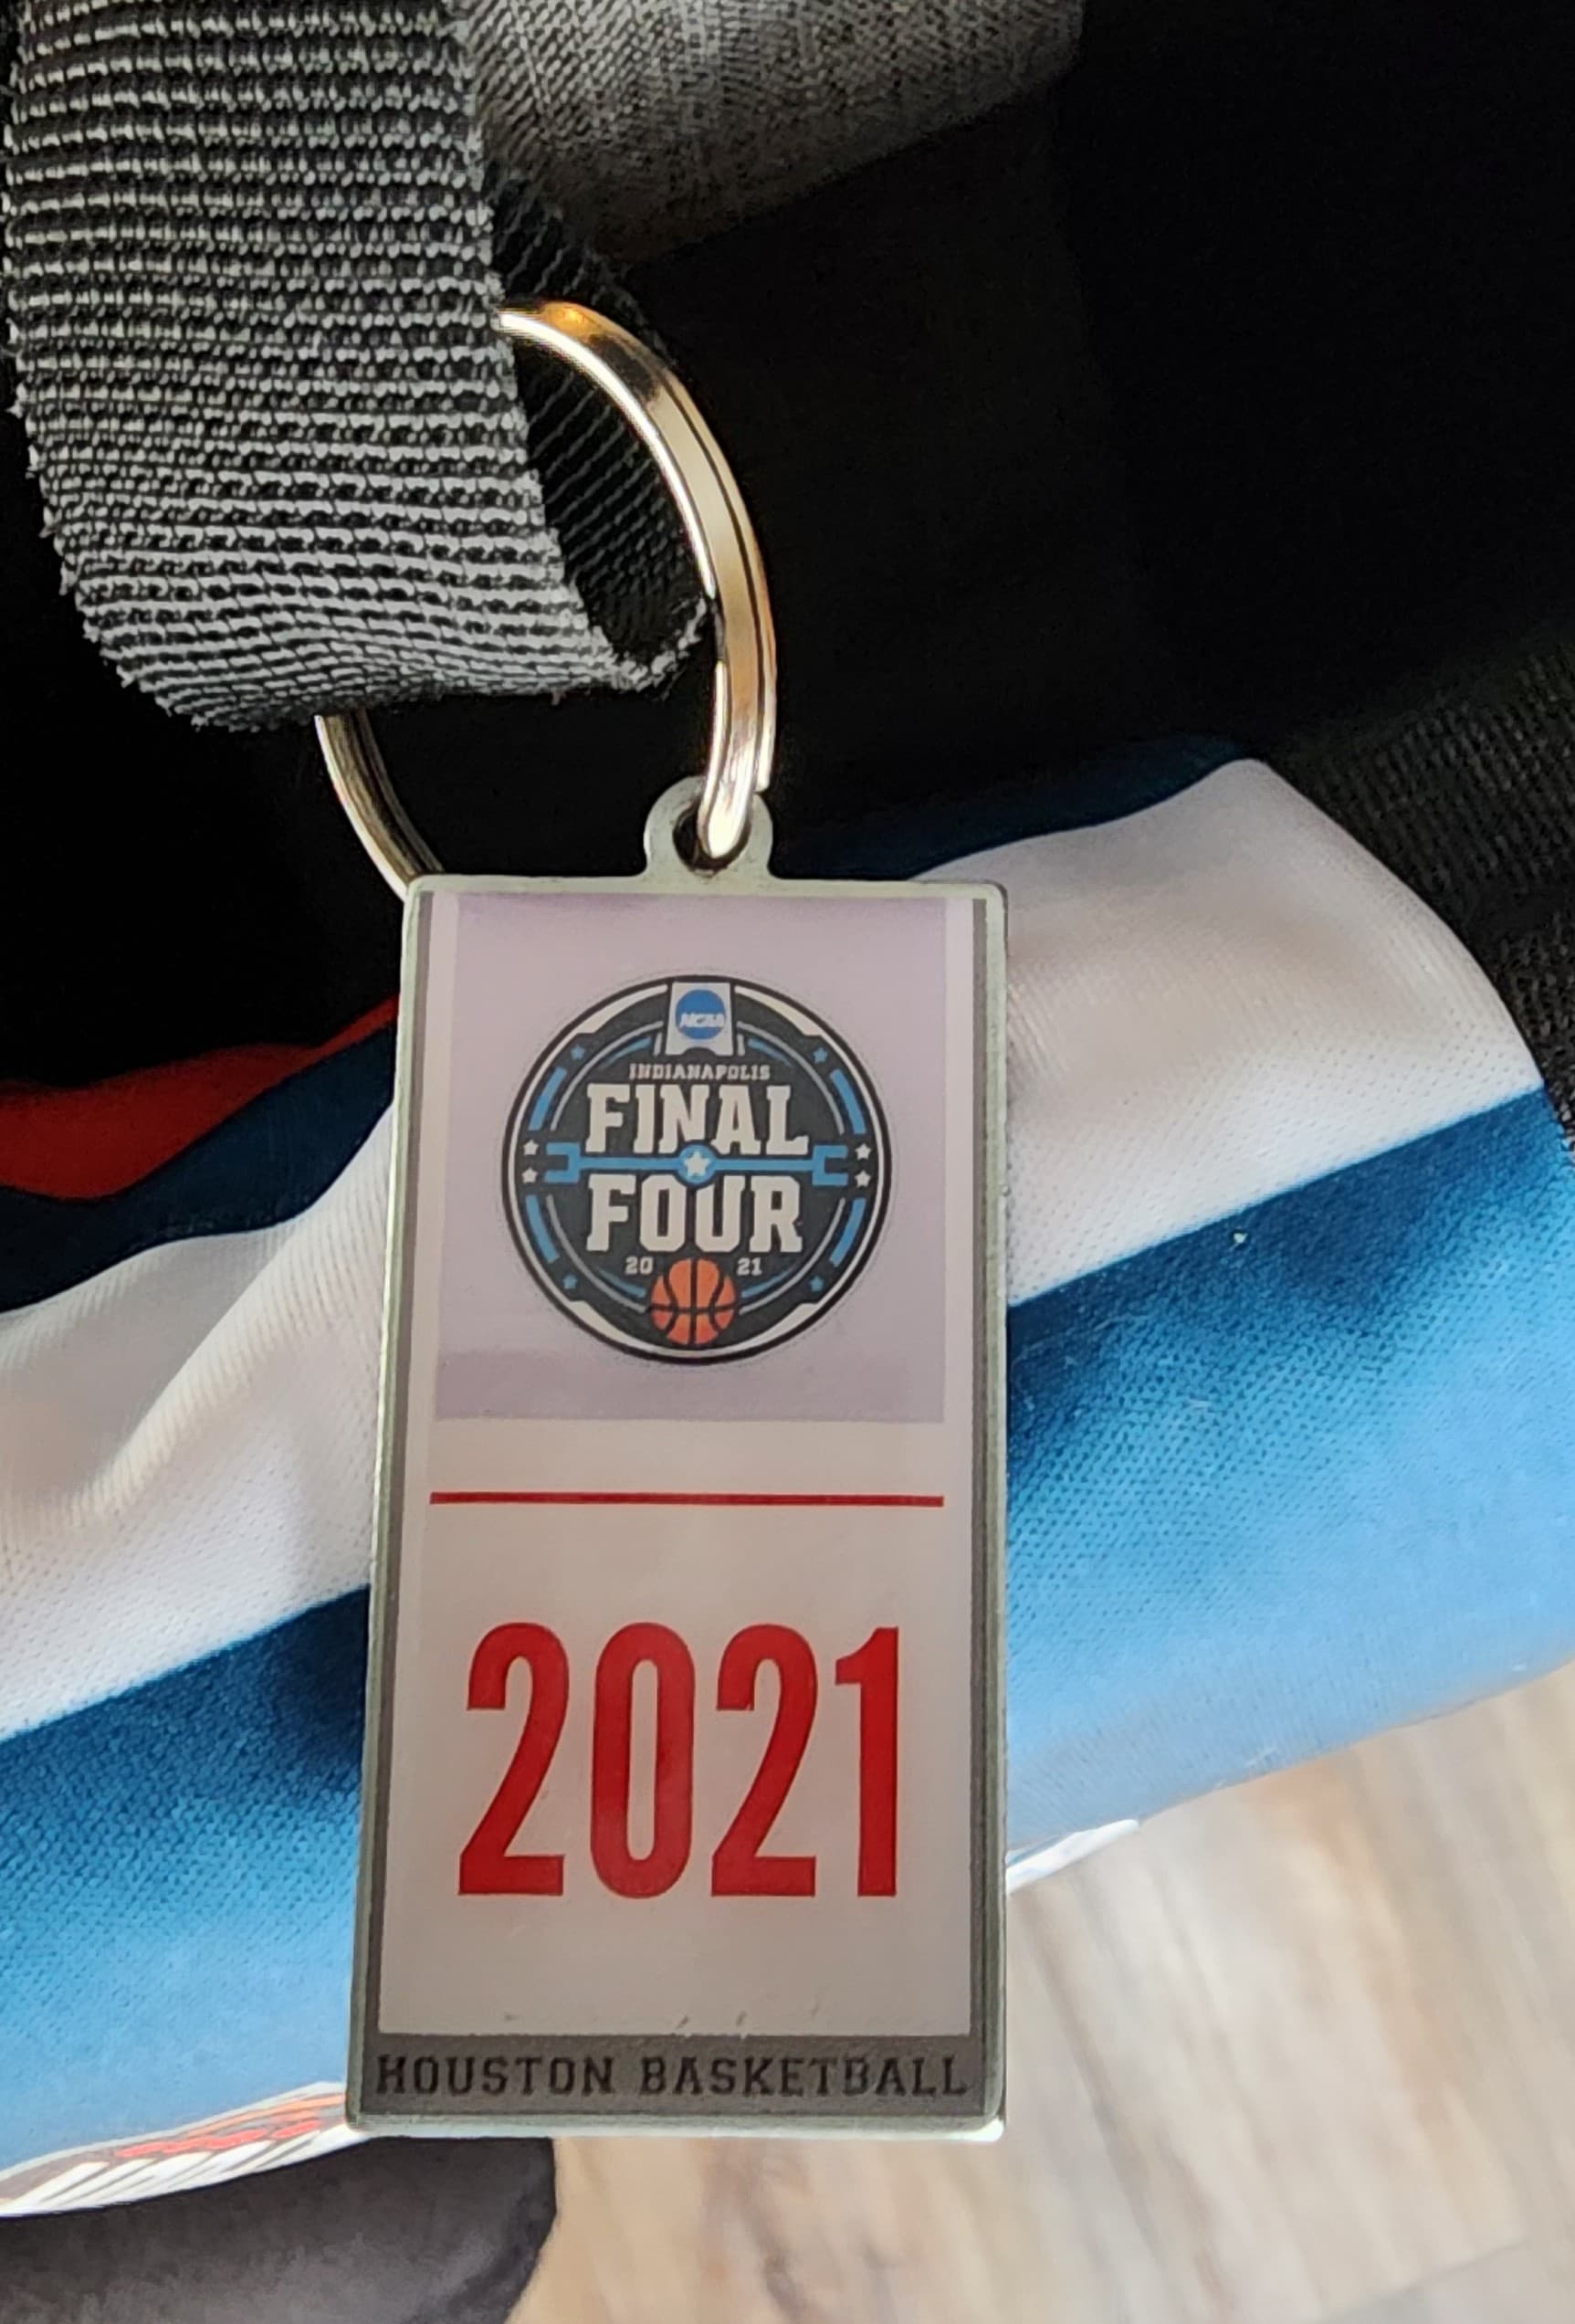 NCAA
INDIANAPOLIS
FINAL
FOUR
20 21
2021
HOUSTON BASKETBALL